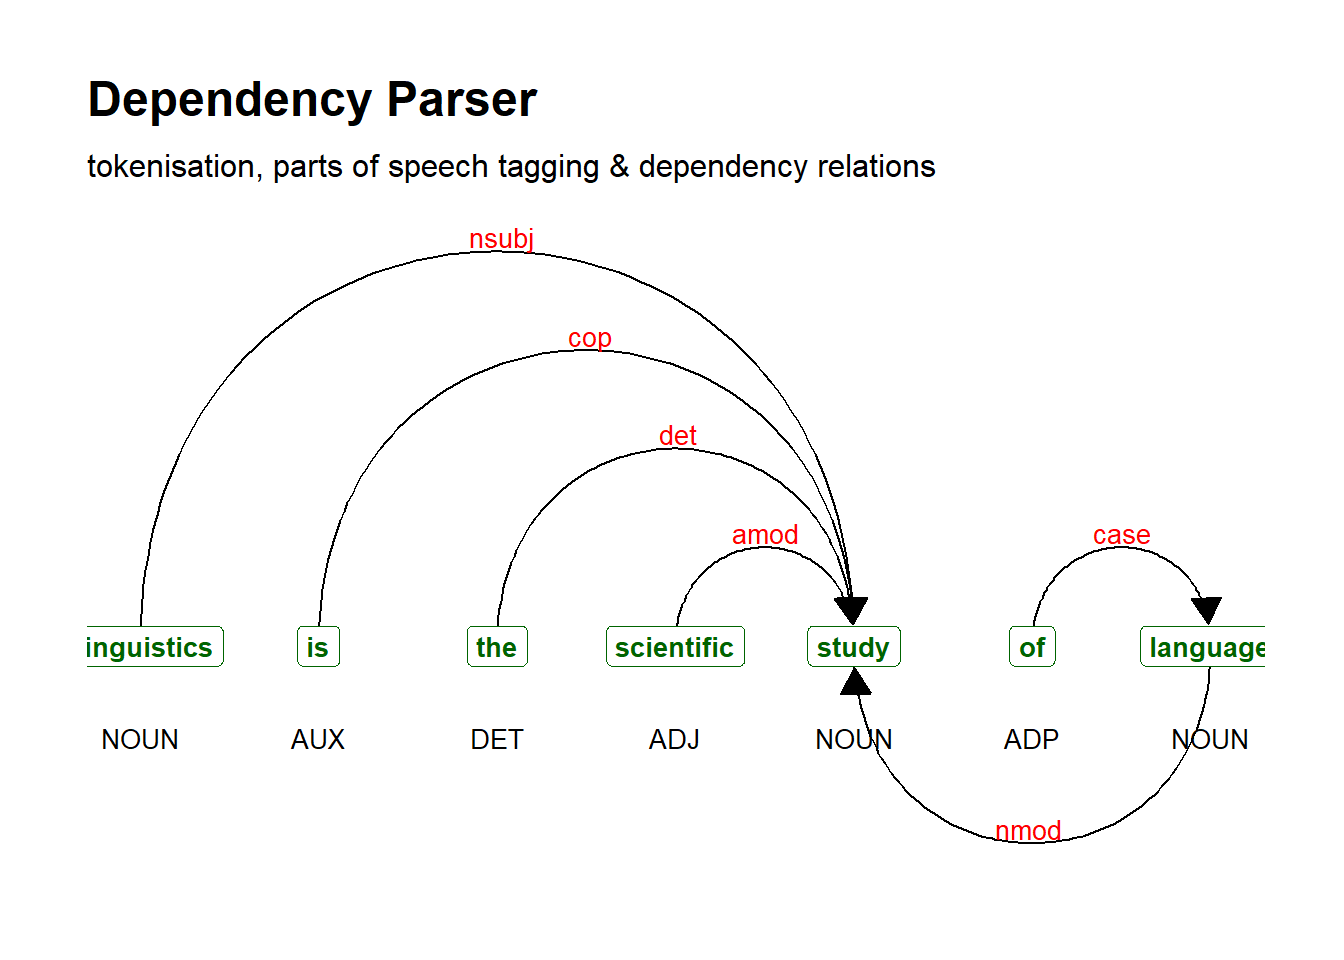 Dependency Parser
tokenisation, parts of speech tagging & dependency relations
nsubj
cop
det
amod
case
inguistics is the scientific study of language
NOUN AUX DET ADJ NOUN ADP NOUN
nmod